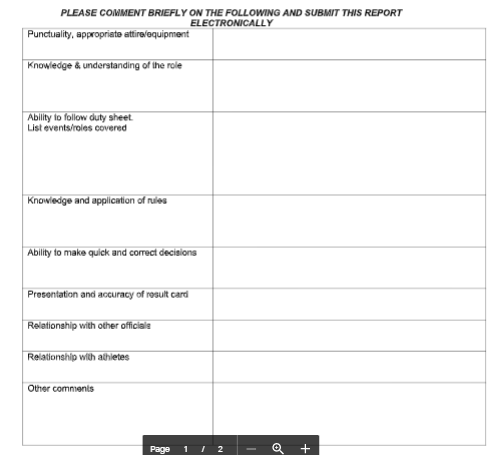 PLEASE COMMENT BRIEFLY ON THE FOLLOWING AND SUBMIT THIS REPORT
ELECTRONICALLY
Punctuality, appropriate attire/equipment
Knowledge & understanding of the role
Ability to follow duty sheet.
List events/roles covered
Knowledge and application of rules
Ability to make quick and correct decisions
Presentation and accuracy of result card
Relationship with other officials
Relationship with athletes
Other comments
Page 1 / 2